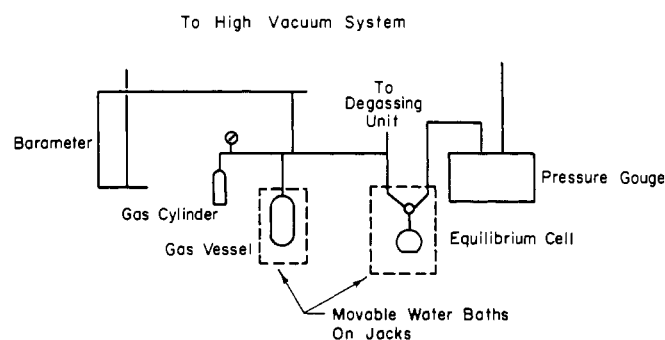 To High Vacuum System
To
Degassing
Unit
Barameter
Pressure Gouge
Gas Cylinder
Gas Vessel
Equilibrium Cell
Movable Water Baths
On Jacks